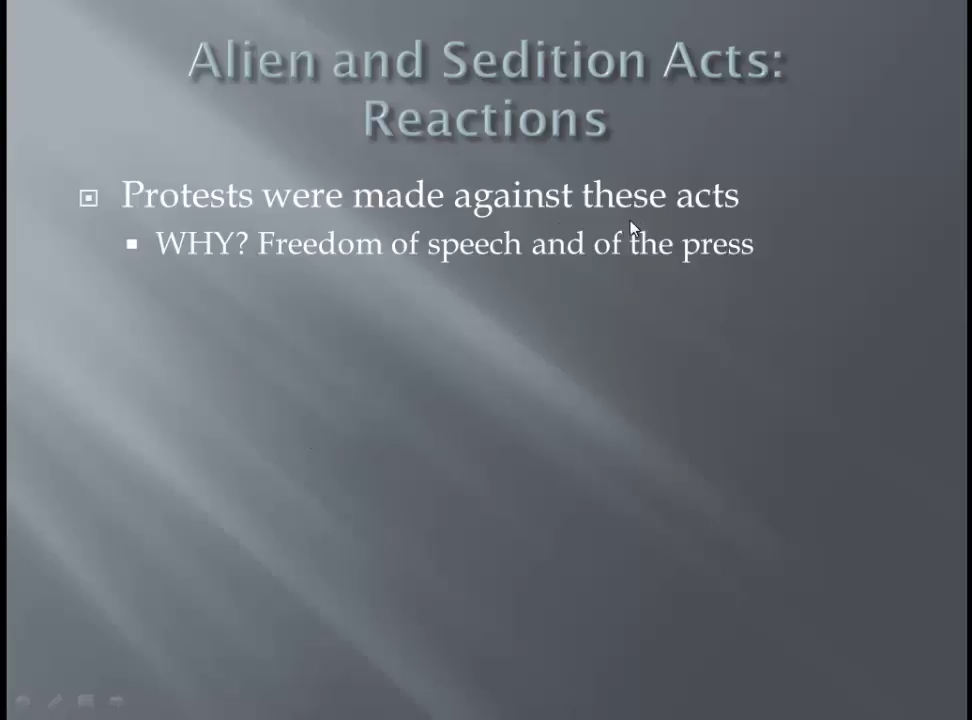 Alien and Sedition Acts:
Reactions
Protests were made against these acts
WHY? Freedom of speech and of the press